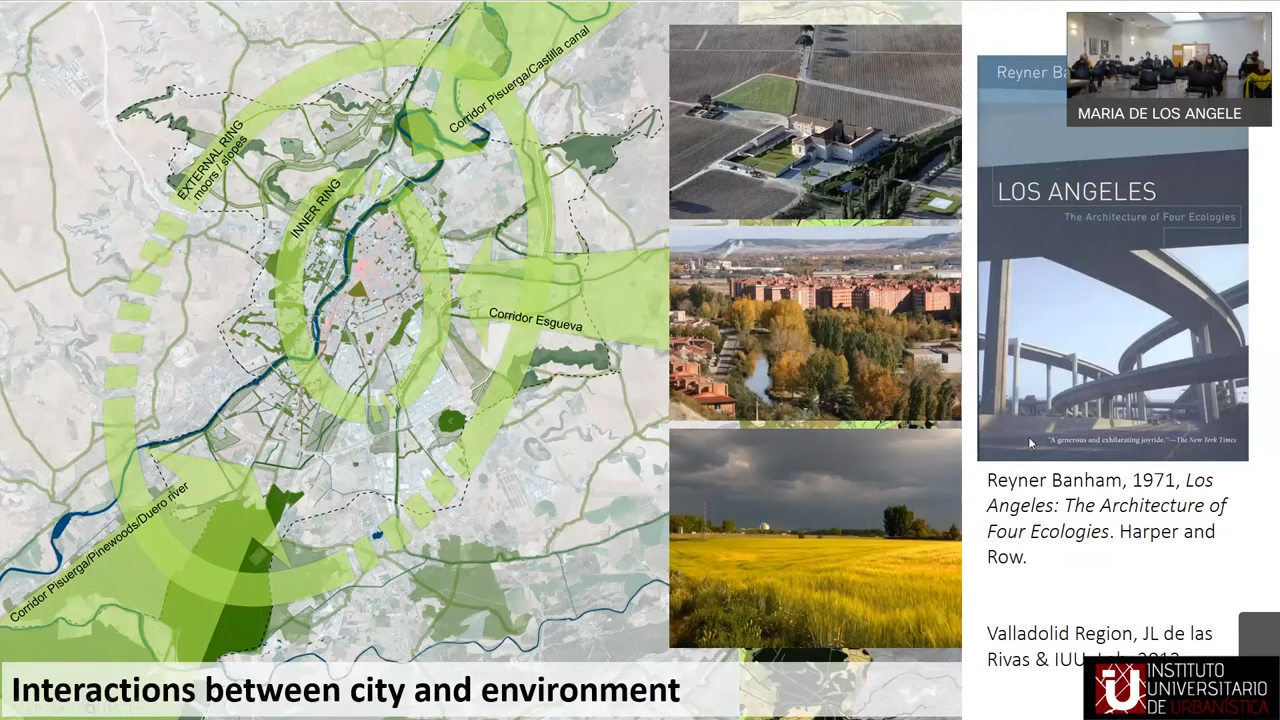 EXTERNAL RING
moors / slopes
INNER RING
Corridor Pisuerga/Castilla canal
Corridor Esgueva
Corridor Pisuerga/Pinewoods/Duero river
Interactions between city and environment
Reyner
MARIA DE LOS ANGELE
LOS ANGELES
The Architecture of Four Ecologies
"A generous and exhilarating joyride."—The New York Times
Reyner Banham, 1971, Los
Angeles: The Architecture of
Four Ecologies. Harper and
Row.
Valladolid Region, JL de las
Rivas & IUU
INSTITUTO
UNIVERSITARIO
DE URBANÍSTICA